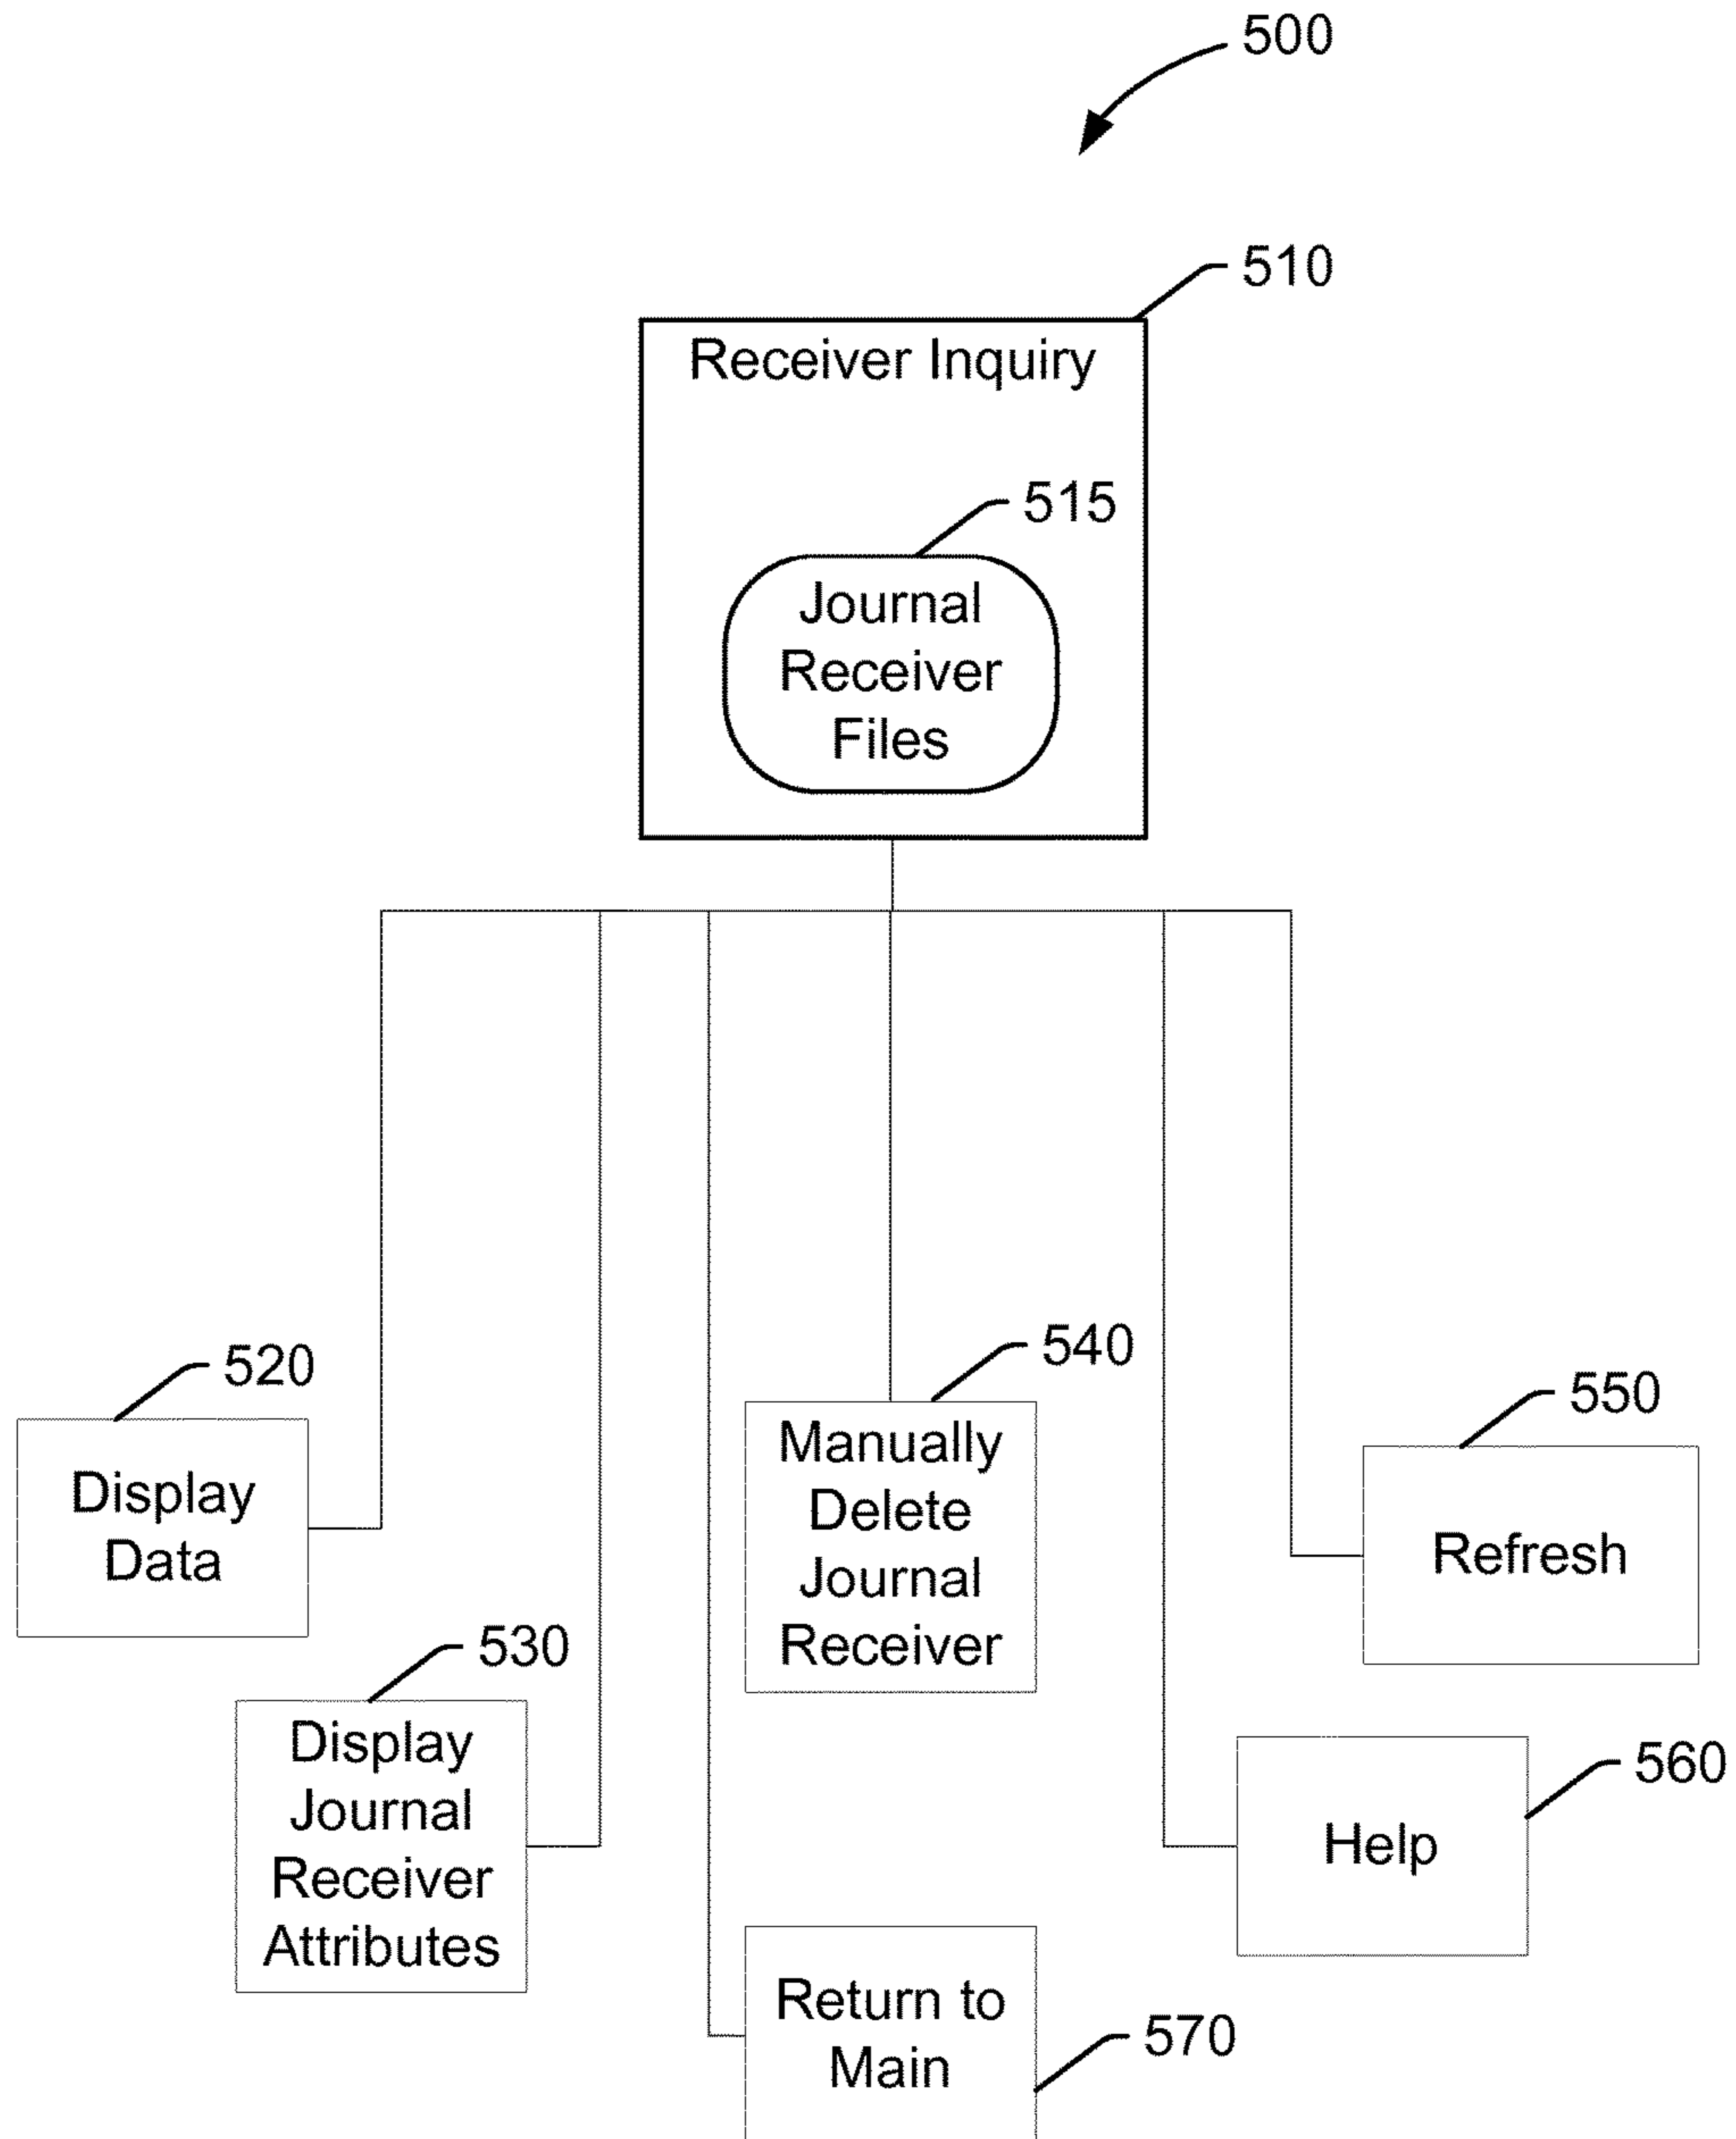 500
510
Receiver Inquiry
515
Journal
Receiver
Files
520
Display
Data
530
Display
Journal
Receiver
Attributes
540
Manually
Delete
Journal
Receiver
550
Refresh
560
Help
570
Return to
Main